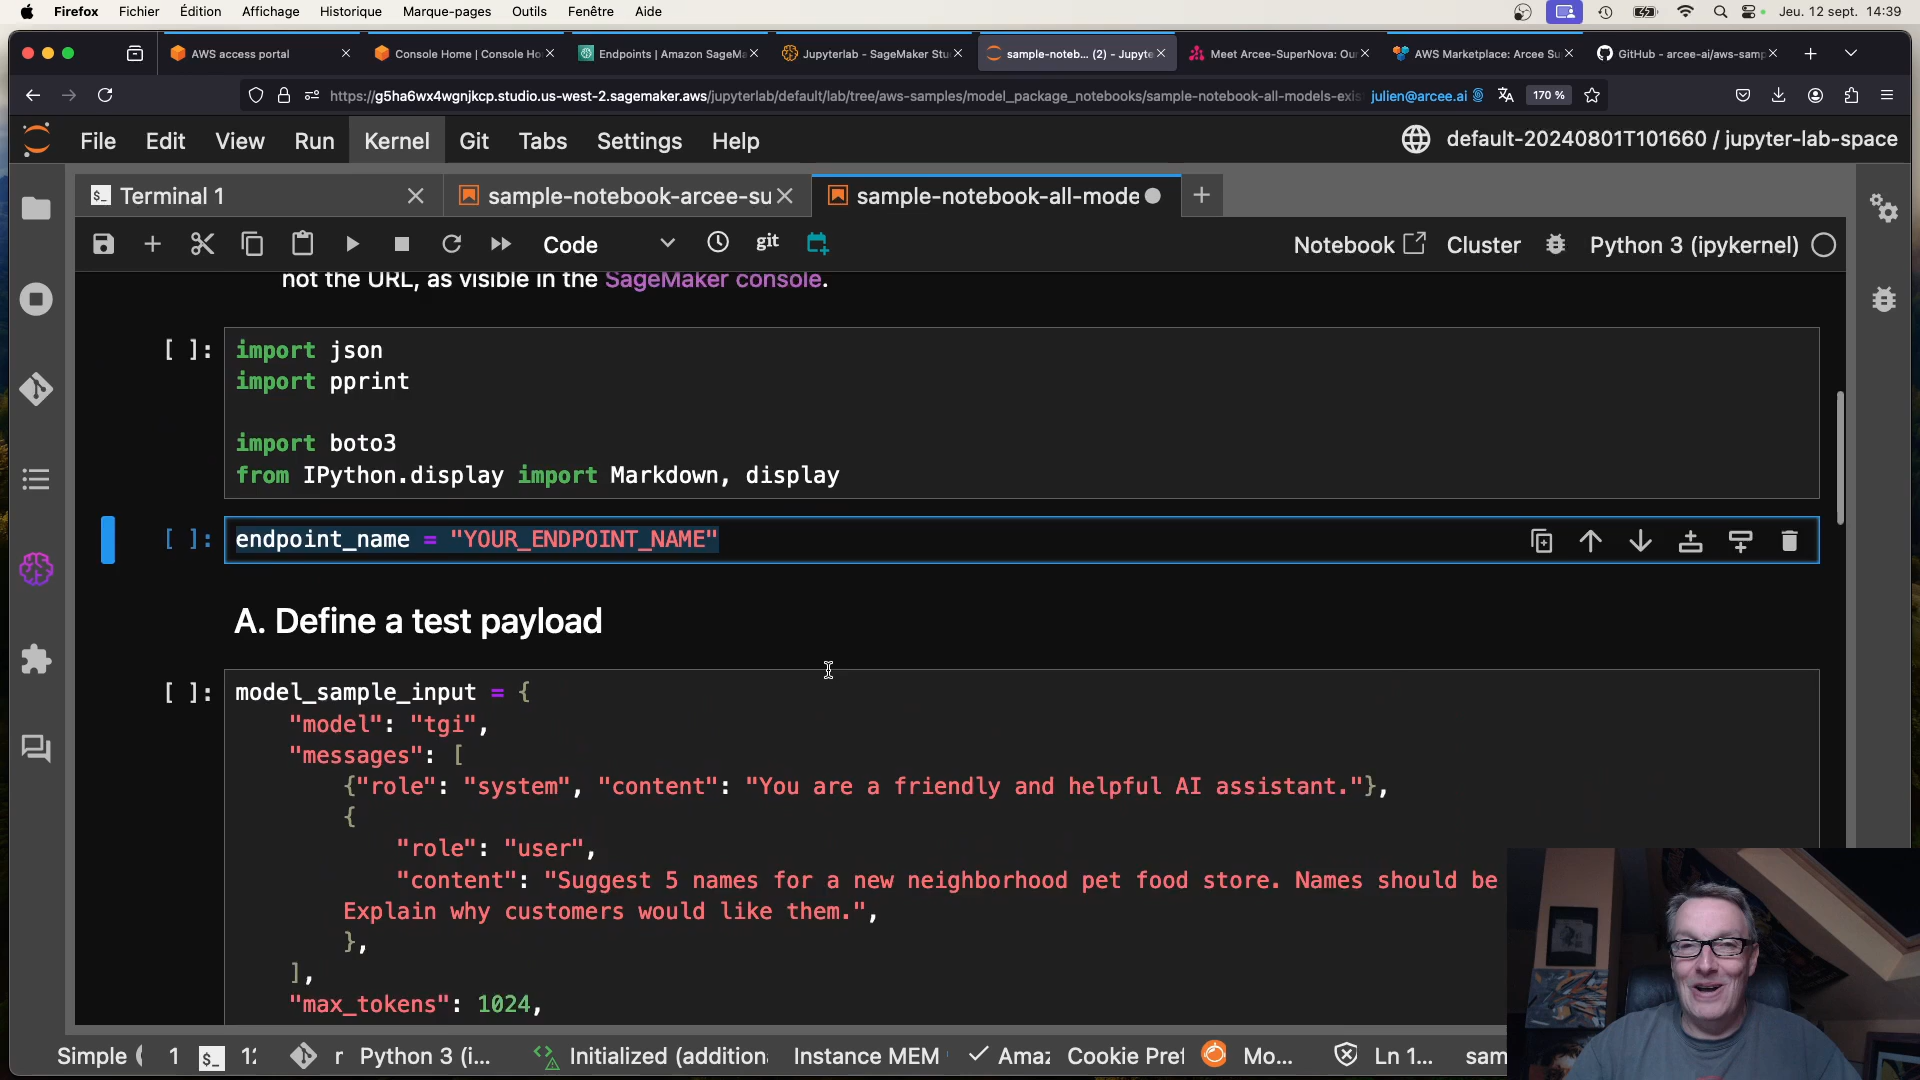 Firefox Fichier Édition Affichage Historique Marque-pages Outils Fenêtre Aide Jeu. 12 sept. 14:39
AWS access portal Console Home | Console Ho Endpoints | Amazon SageMa Jupyterlab - SageMaker Stu sample-noteb... (2) - Jupyte Meet Arcee-SuperNova: Our AWS Marketplace: Arcee Su GitHub - arcee-ai/aws-samp
https://g5ha6wx4wgnjkcp.studio.us-west-2.sagemaker.aws/jupyterlab/default/lab/tree/aws-samples/model_package_notebooks/sample-notebook-all-models-exis julien@arcee.ai 170 %
File Edit View Run Kernel Git Tabs Settings Help default-20240801T101660 / jupyter-lab-space
Terminal 1 sample-notebook-arcee-su sample-notebook-all-mode
Code git Notebook Cluster Python 3 (ipykernel)
not the URL, as visible in the SageMaker console.
[ ]: import json
import pprint
import boto3
from IPython.display import Markdown, display
[ ]: endpoint_name = "YOUR_ENDPOINT_NAME"
A. Define a test payload
[ ]: model_sample_input = {
"model": "tgi",
"messages": [
{"role": "system", "content": "You are a friendly and helpful AI assistant."},
{
"role": "user",
"content": "Suggest 5 names for a new neighborhood pet food store. Names should be
Explain why customers would like them.",
},
],
"max_tokens": 1024,
Simple 1 12 r Python 3 (i... Initialized (addition Instance MEM Amaz Cookie Pref Mo... Ln 1... sam